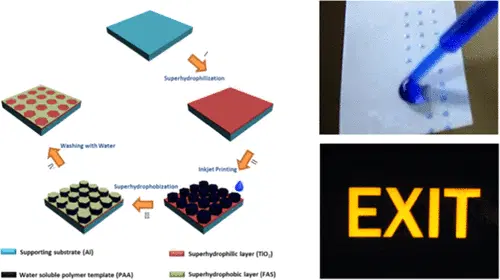 I
Superhydrophilization
Washing with Water
II
Inkjet Printing
Superhydrophobization
III
IV
EXIT
Supporting substrate (Al)
Superhydrophilic layer (TiO2)
Water soluble polymer template (PAA)
Superhydrophobic layer (FAS)